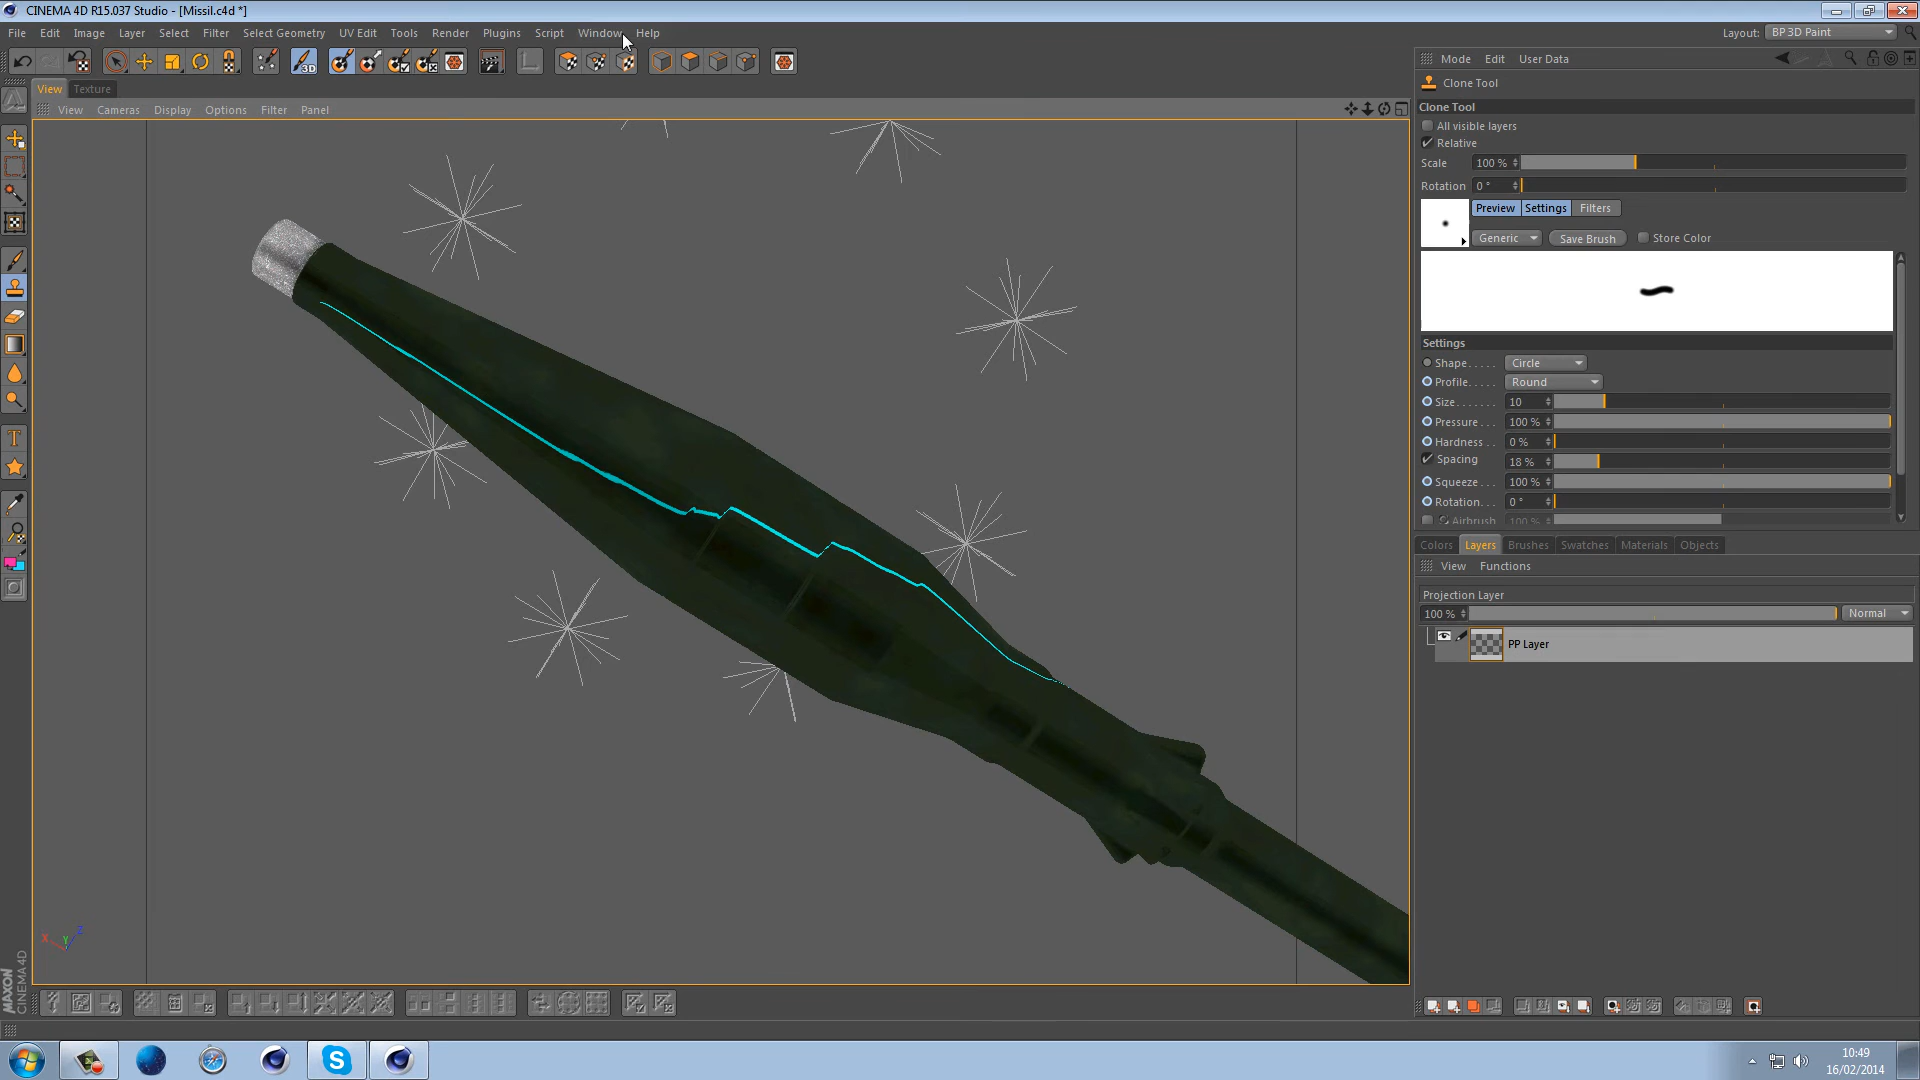 CINEMA 4D R15.037 Studio - [Missil.c4d *]
File Edit Image Layer Select Filter Select Geometry UV Edit Tools Render Plugins Script Window Help
Layout: BP 3D Paint
3D
View Texture
View Cameras Display Options Filter Panel
Mode Edit User Data
Clone Tool
Clone Tool
All visible layers
Relative
Scale 100 %
Rotation 0 °
Preview Settings Filters
Generic Save Brush Store Color
Settings
Shape Circle
Profile Round
Size 10
Pressure 100 %
Hardness 0 %
Spacing 18 %
Squeeze 100 %
Rotation 0 °
Airbrush 100 %
Colors Layers Brushes Swatches Materials Objects
View Functions
Projection Layer
100 % Normal
PP Layer
X Y Z
MAXON
CINEMA 4D
10:49
16/02/2014